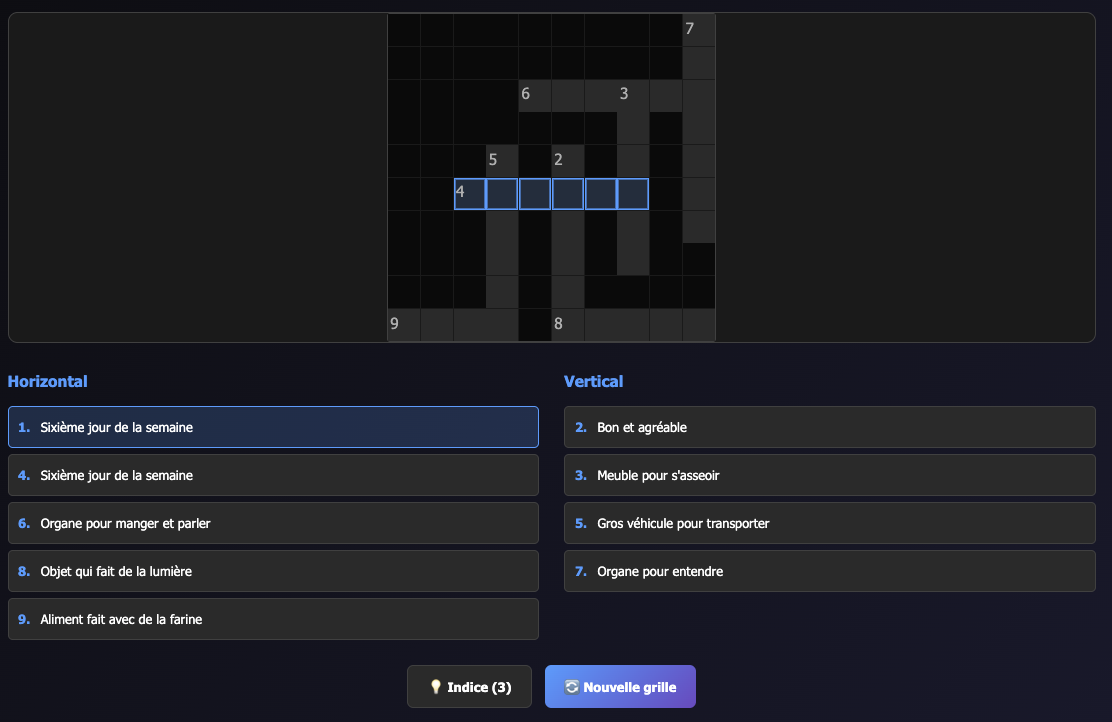 7
6 3
5 2
4
9 8
Horizontal
1. Sixième jour de la semaine
4. Sixième jour de la semaine
6. Organe pour manger et parler
8. Objet qui fait de la lumière
9. Aliment fait avec de la farine
Vertical
2. Bon et agréable
3. Meuble pour s'asseoir
5. Gros véhicule pour transporter
7. Organe pour entendre
Indice (3)
Nouvelle grille